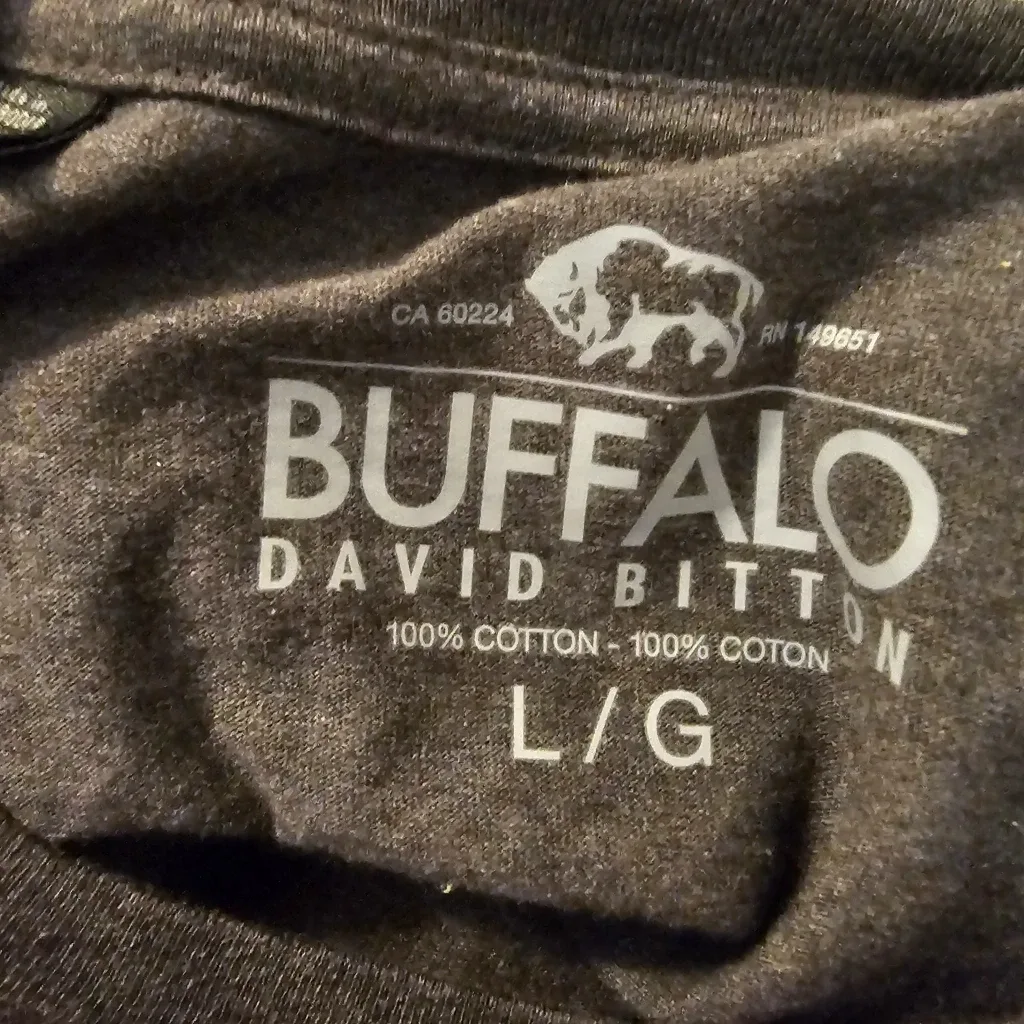 CA 60224 RN 149651
BUFFALO
DAVID BITTON
100% COTTON - 100% COTON
L/G